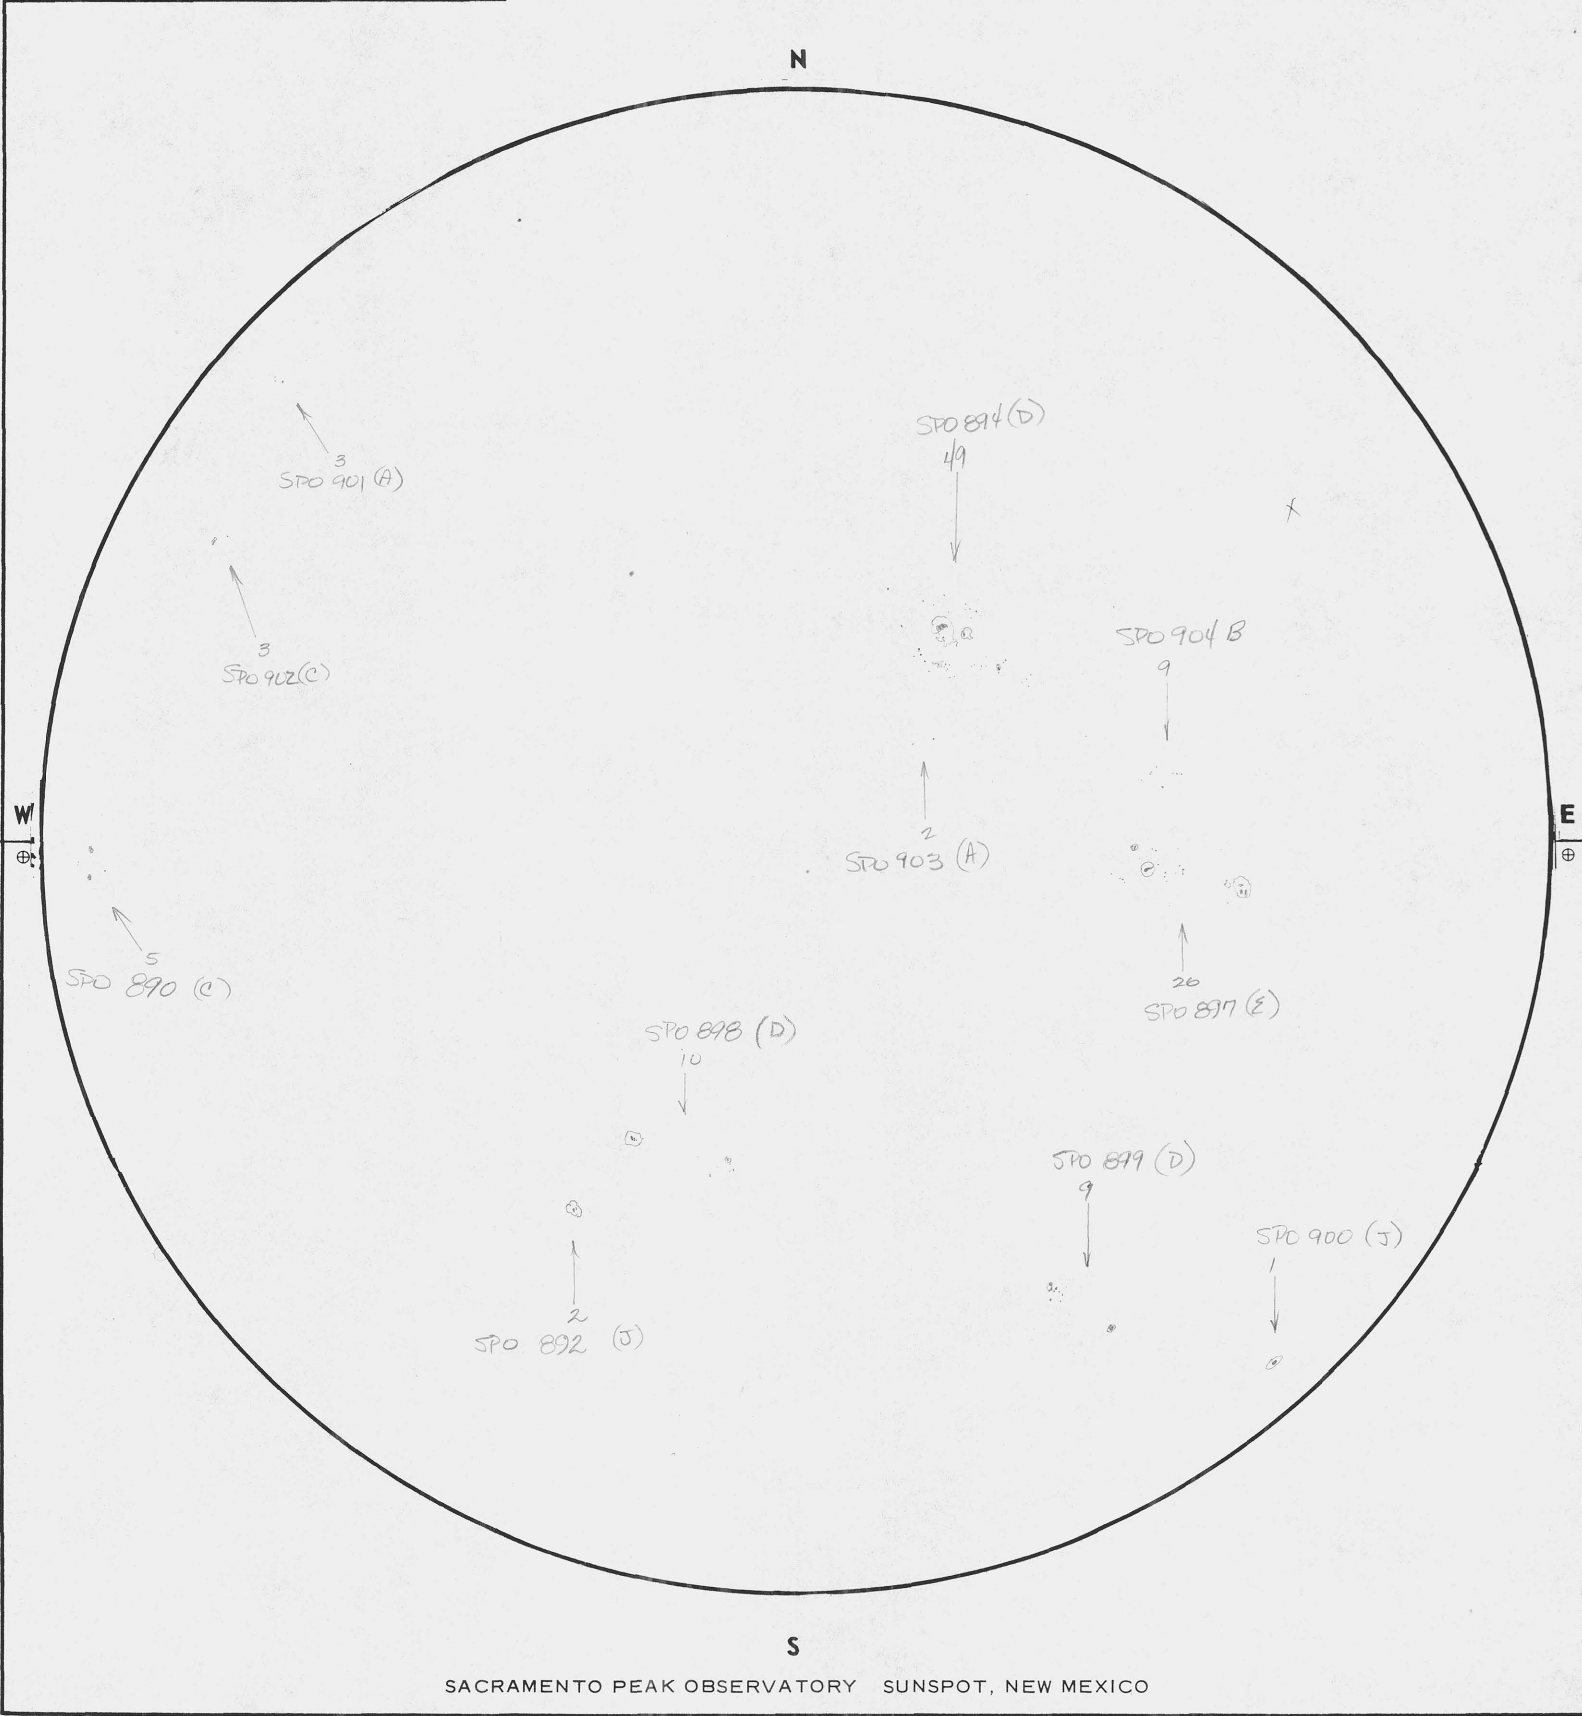 N
SPO 894 (D)
49
3
SPO 901 (A)
X
SPO 904 B
9
3
SPO 902 (C)
W
E
2
SPO 903 (A)
5
SPO 890 (C)
26
SPO 897 (E)
SPO 898 (D)
10
SPO 899 (D)
9
SPO 900 (J)
1
2
SPO 892 (J)
S
SACRAMENTO PEAK OBSERVATORY SUNSPOT, NEW MEXICO